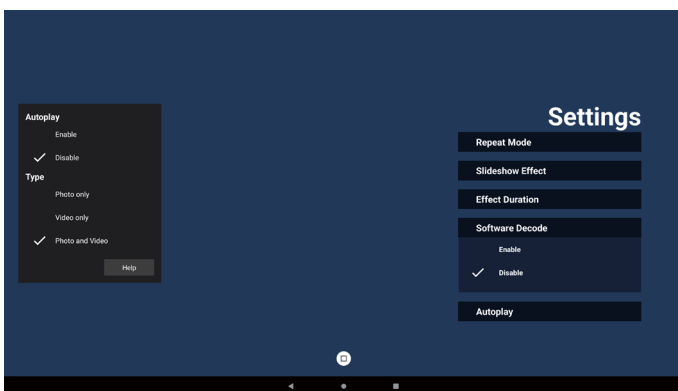 Autoplay
Enable
Disable
Type
Photo only
Video only
Photo and Video
Help
Settings
Repeat Mode
Slideshow Effect
Effect Duration
Software Decode
Enable
Disable
Autoplay